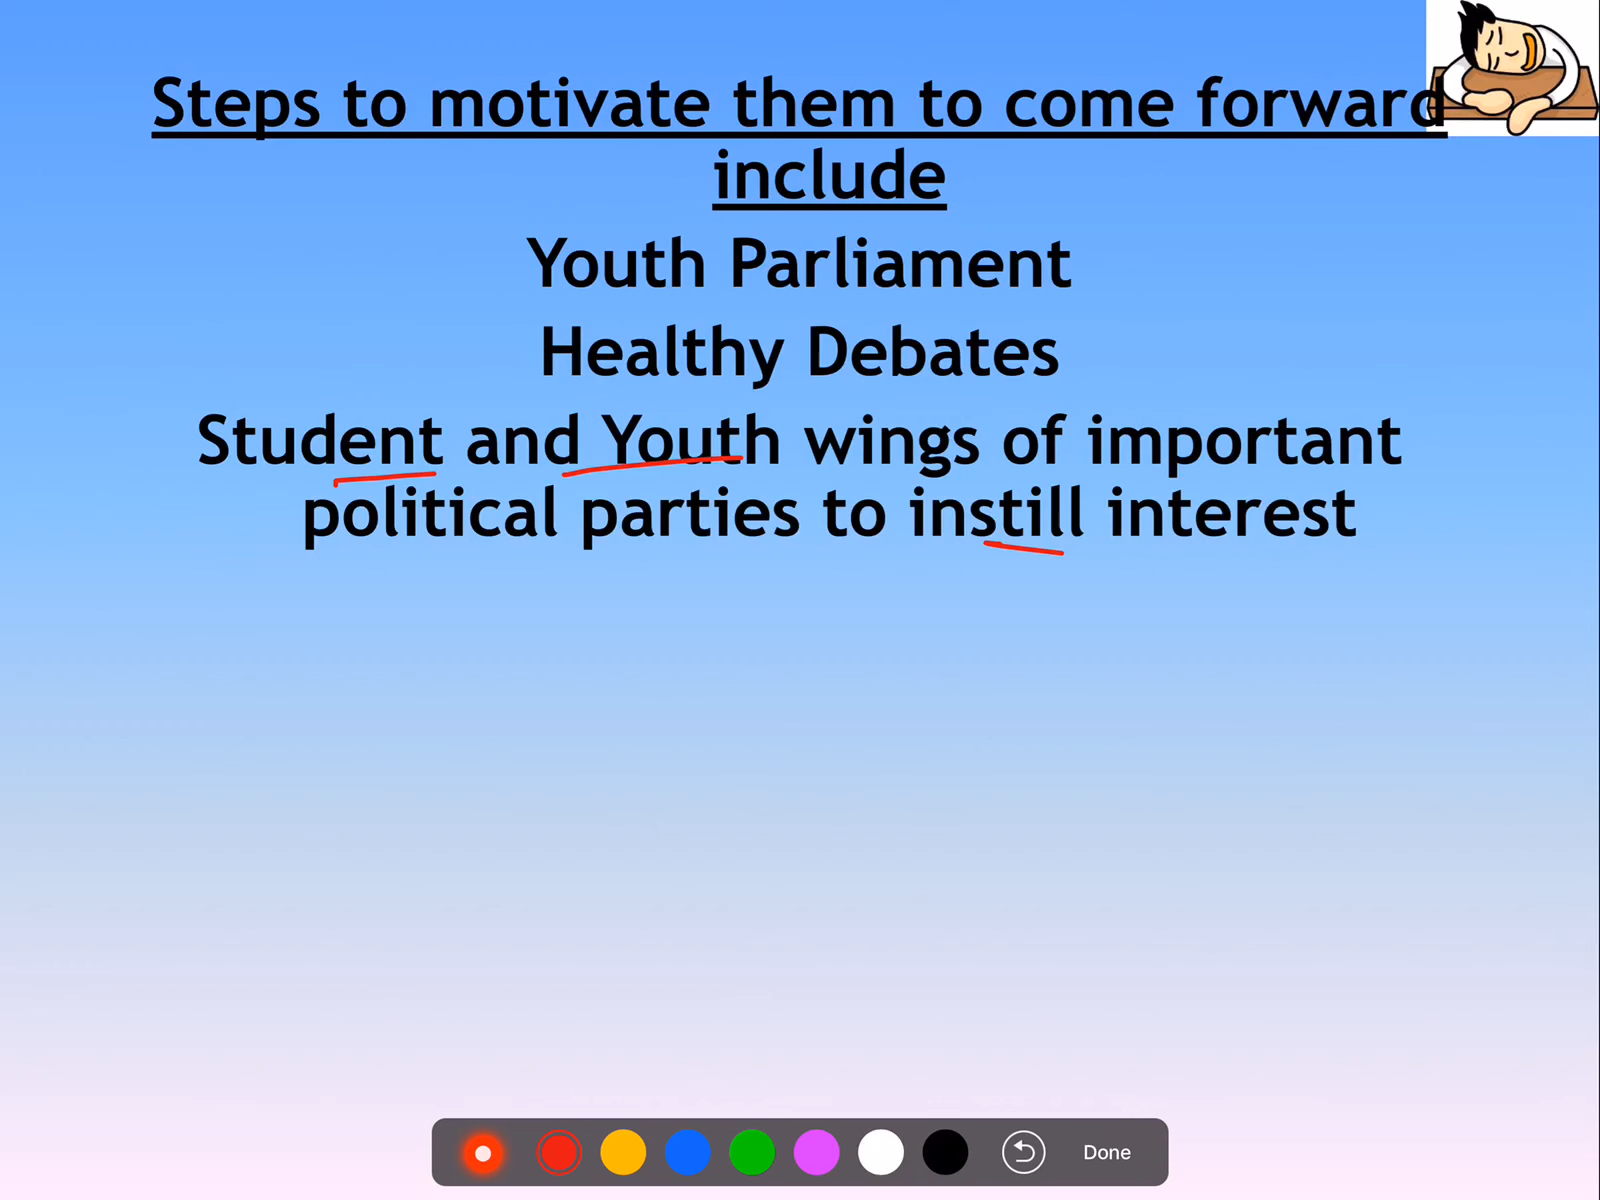 Steps to motivate them to come forward
include
Youth Parliament
Healthy Debates
Student and Youth wings of important
political parties to instill interest
Done